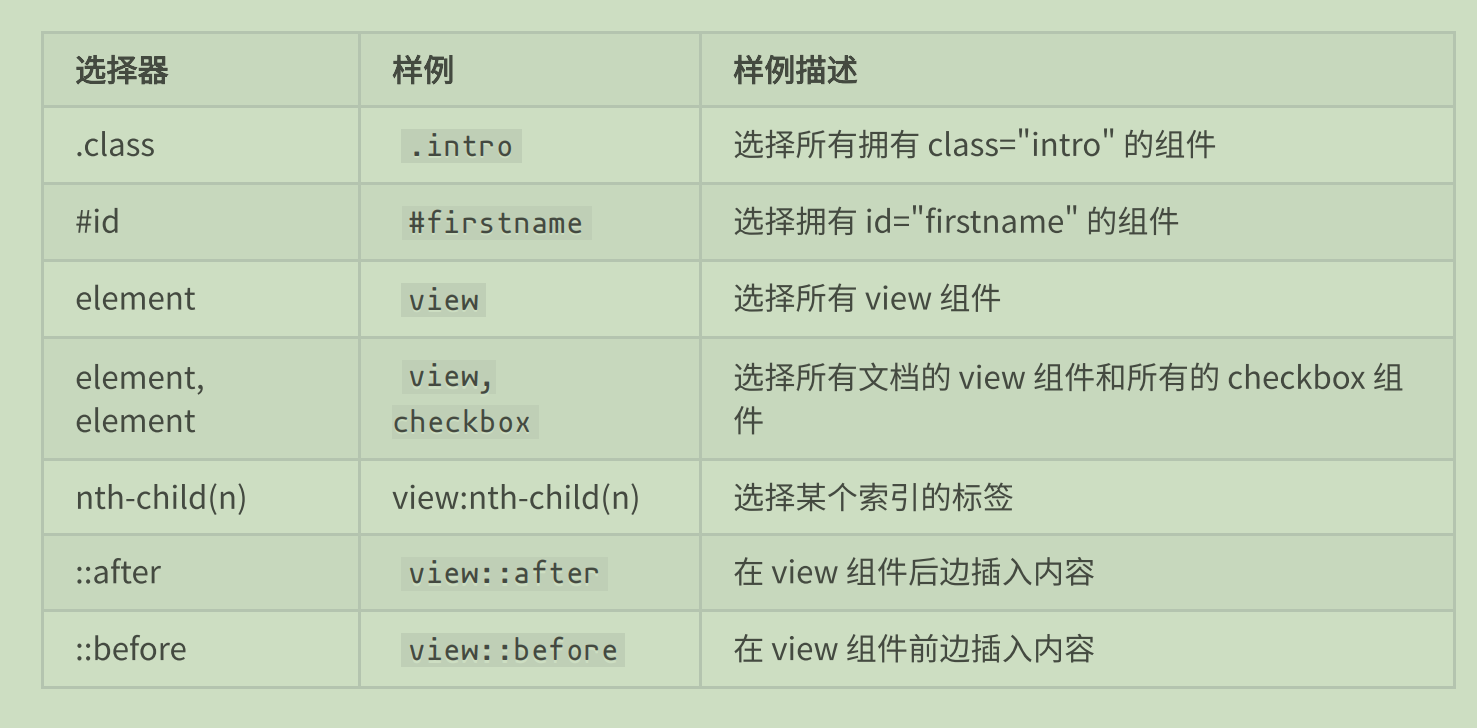 选择器 样例 样例描述
.class .intro 选择所有拥有 class="intro" 的组件
#id #firstname 选择拥有 id="firstname" 的组件
element view 选择所有 view 组件
element, view, 选择所有文档的 view 组件和所有的 checkbox 组
element checkbox 件
nth-child(n) view:nth-child(n) 选择某个索引的标签
::after view::after 在 view 组件后边插入内容
::before view::before 在 view 组件前边插入内容